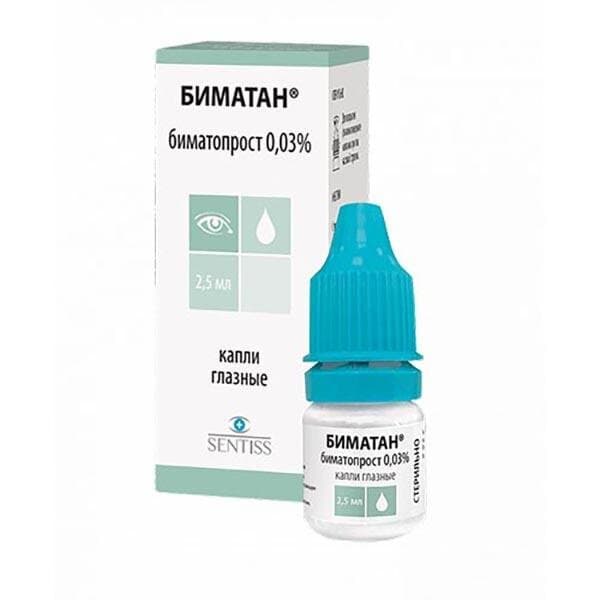 БИМАТАН®
биматопрост 0,03%
2,5 мл
капли
глазные
SENTISS
БИМАТАН®
биматопрост 0,03%
капли глазные
2,5 мл
СТЕРИЛЬНО